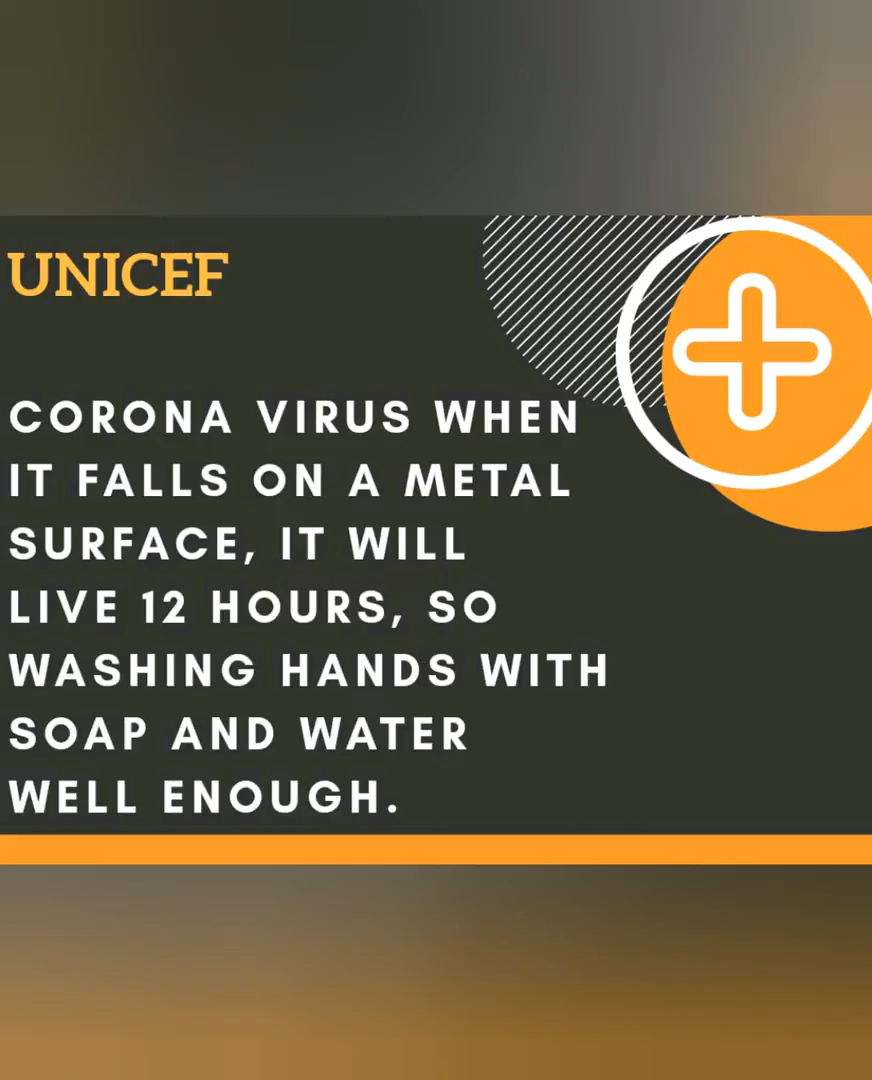 UNICEF
CORONA VIRUS WHEN
IT FALLS ON A METAL
SURFACE, IT WILL
LIVE 12 HOURS, SO
WASHING HANDS WITH
SOAP AND WATER
WELL ENOUGH.